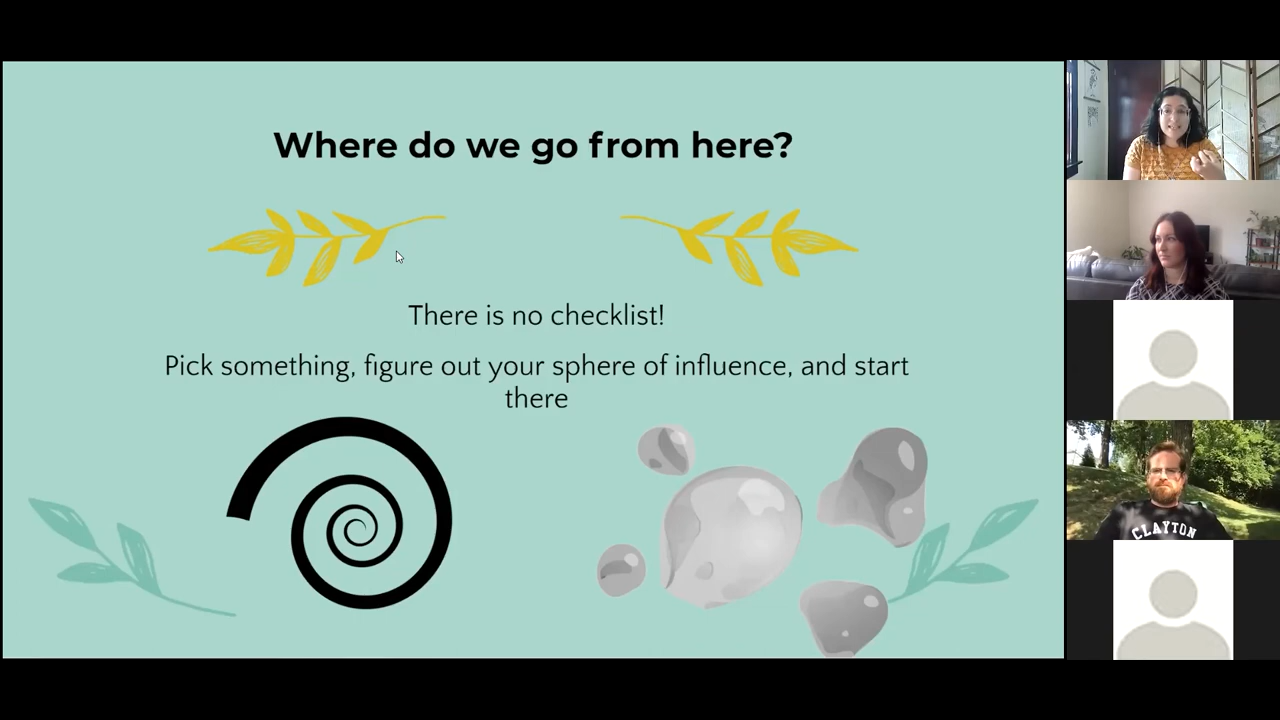 Where do we go from here?
There is no checklist!
Pick something, figure out your sphere of influence, and start
there
CLAYTON